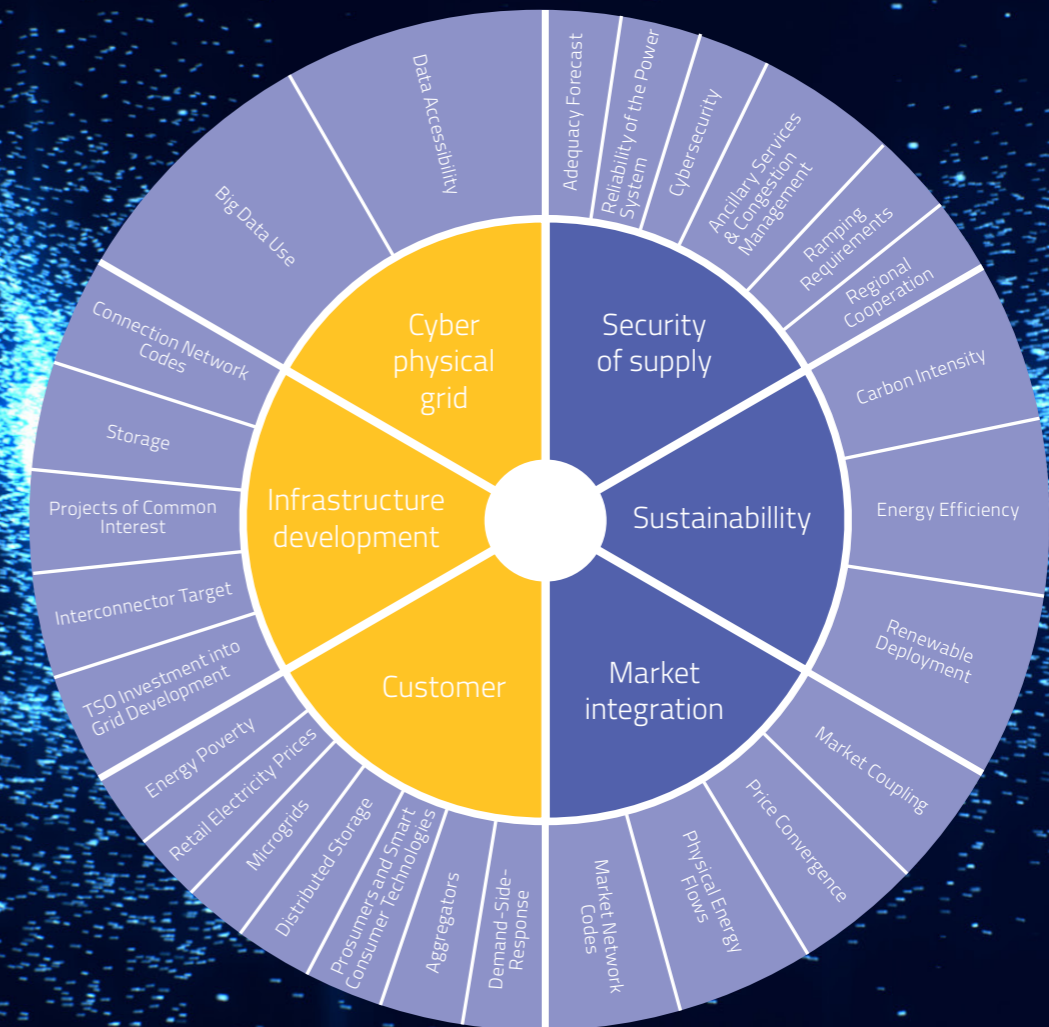 Cyber
physical
grid
Security
of supply
Sustainabillity
Market
integration
Customer
Infrastructure
development
Adequacy Forecast
Reliability of the Power
System
Cybersecurity
Ancillary Services
& Congestion
Management
Ramping
Requirements
Regional
Cooperation
Carbon Intensity
Energy Efficiency
Renewable
Deployment
Market Coupling
Price Convergence
Physical Energy
Flows
Market Network
Codes
Demand-Side-
Response
Aggregators
Prosumers and Smart
Consumer Technologies
Distributed Storage
Microgrids
Retail Electricity Prices
Energy Poverty
TSO Investment into
Grid Development
Interconnector Target
Projects of Common
Interest
Storage
Connection Network
Codes
Big Data Use
Data Accessibility